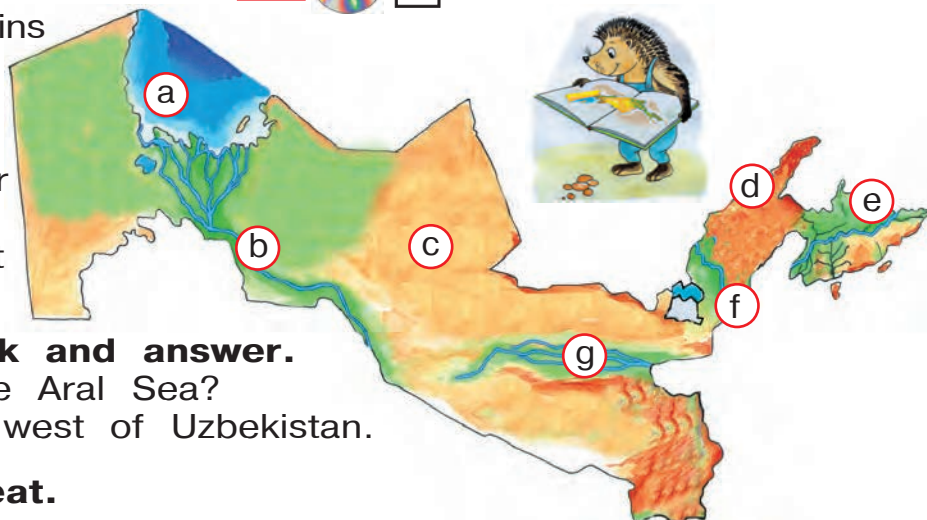 ins
r
t
k and answer.
e Aral Sea?
west of Uzbekistan.
eat.
a
b
c
d
e
f
g